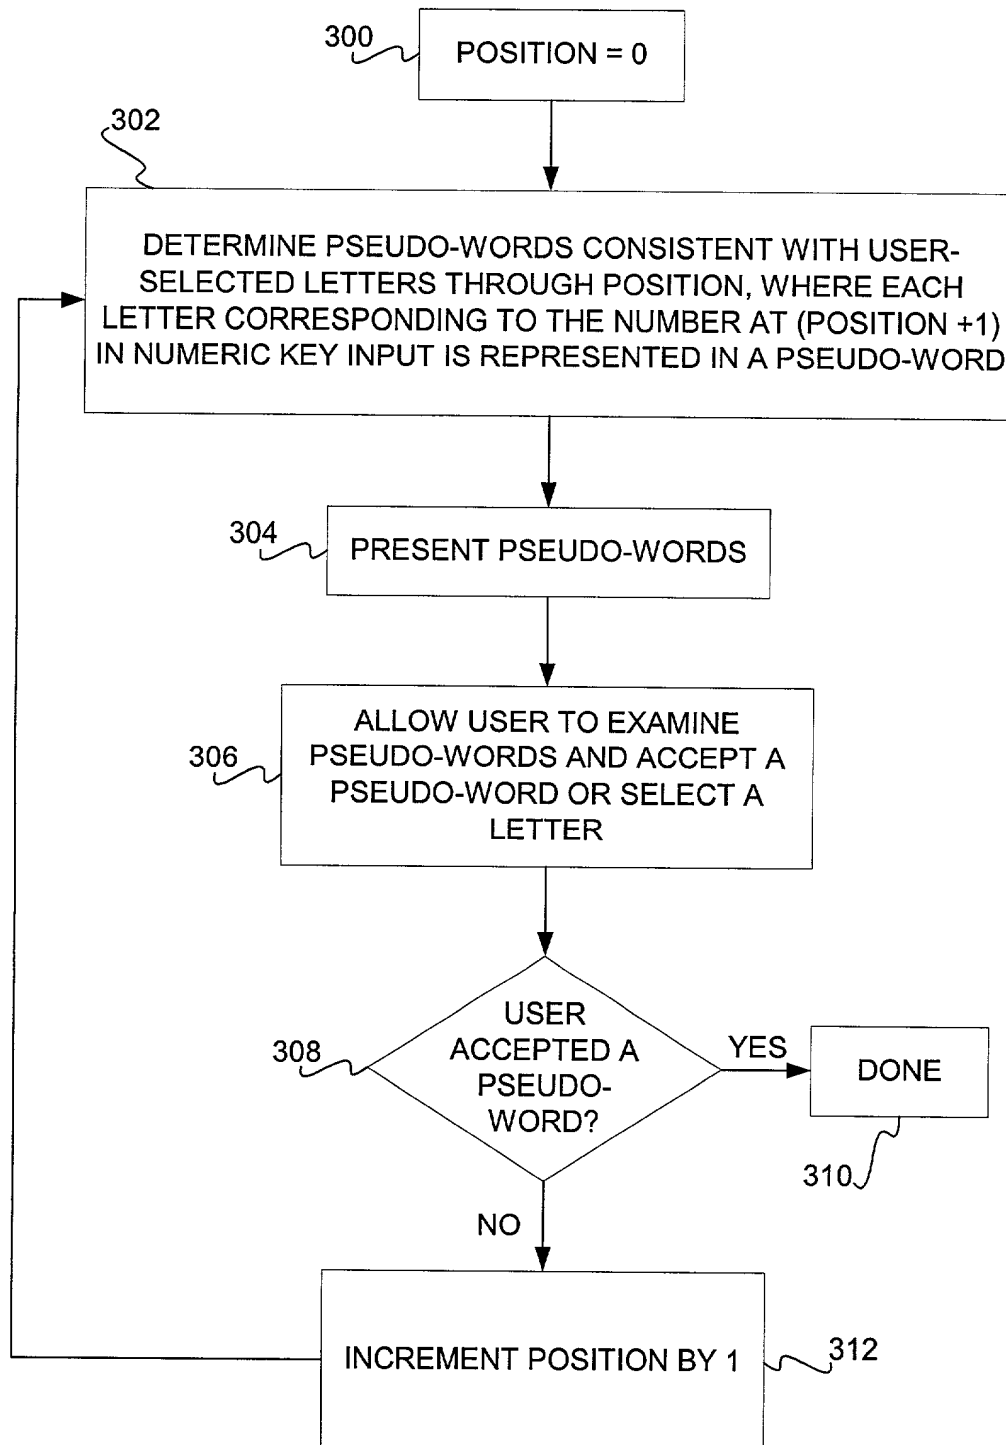 300
POSITION = 0
302
DETERMINE PSEUDO-WORDS CONSISTENT WITH USER-
SELECTED LETTERS THROUGH POSITION, WHERE EACH
LETTER CORRESPONDING TO THE NUMBER AT (POSITION +1)
IN NUMERIC KEY INPUT IS REPRESENTED IN A PSEUDO-WORD
304
PRESENT PSEUDO-WORDS
306
ALLOW USER TO EXAMINE
PSEUDO-WORDS AND ACCEPT A
PSEUDO-WORD OR SELECT A
LETTER
308
USER
ACCEPTED A
PSEUDO-
WORD?
YES
DONE
310
NO
INCREMENT POSITION BY 1
312